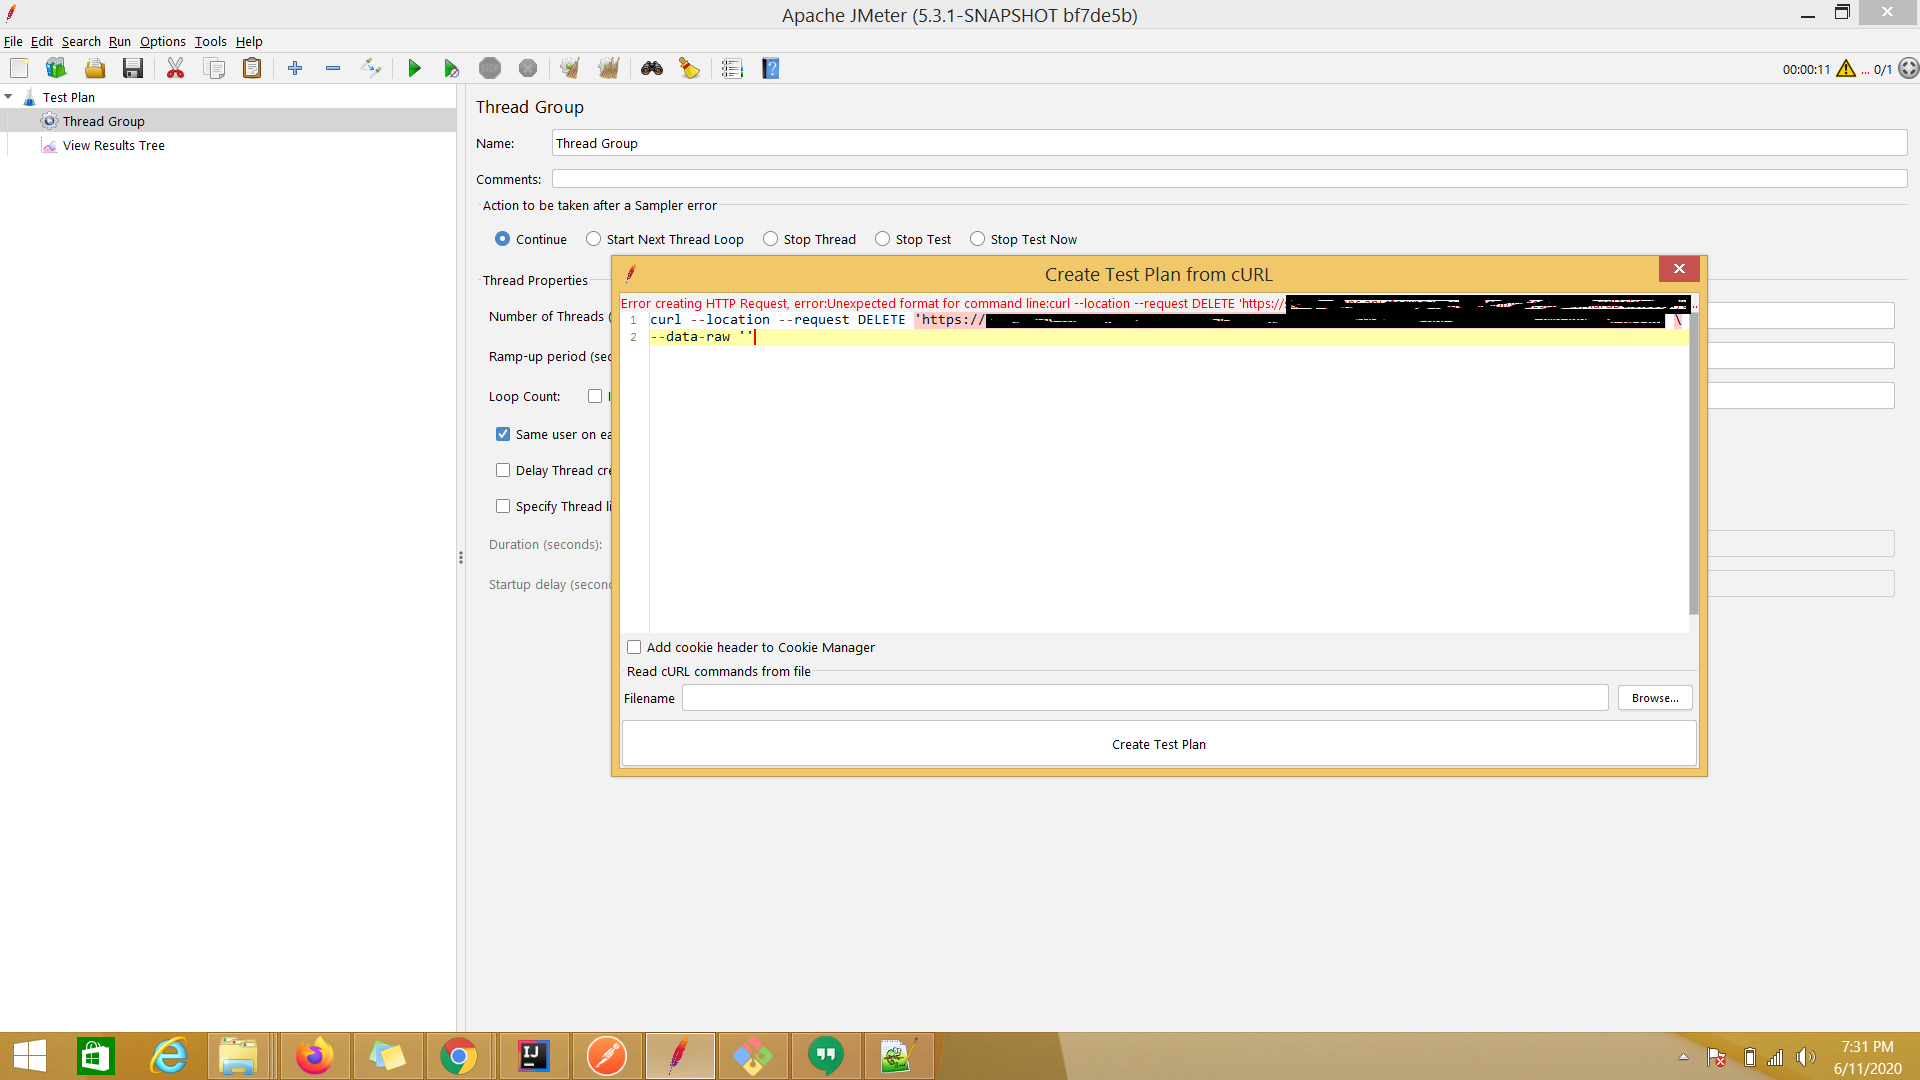 Apache JMeter (5.3.1-SNAPSHOT bf7de5b)
File Edit Search Run Options Tools Help
STOP
?
00:00:11 ... 0/1
Test Plan
Thread Group
View Results Tree
Thread Group
Name: Thread Group
Comments:
Action to be taken after a Sampler error
Continue Start Next Thread Loop Stop Thread Stop Test Stop Test Now
Thread Properties
Number of Threads (
Ramp-up period (sec
Loop Count:
Same user on ea
Delay Thread cre
Specify Thread li
Duration (seconds):
Startup delay (secon
Create Test Plan from cURL
Error creating HTTP Request, error:Unexpected format for command line:curl --location --request DELETE 'https://
1 curl --location --request DELETE 'https:// \
2 --data-raw ''
Add cookie header to Cookie Manager
Read cURL commands from file
Filename Browse...
Create Test Plan
IJ
7:31 PM
6/11/2020